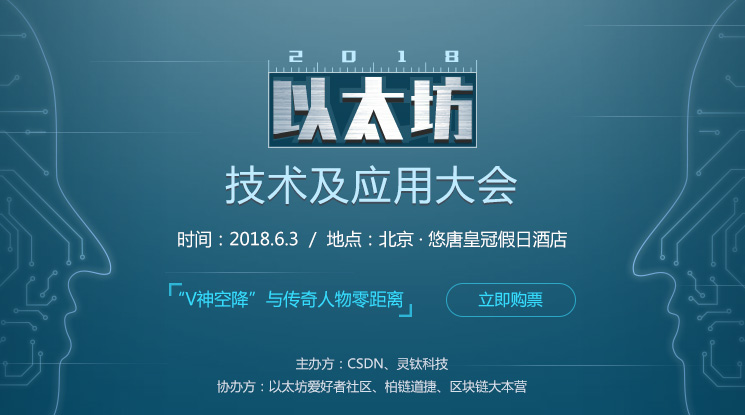 2018
以太坊
技术及应用大会
时间：2018.6.3 / 地点：北京·悠唐皇冠假日酒店
“V神空降”与传奇人物零距离
立即购票
主办方：CSDN、灵钛科技
协办方：以太坊爱好者社区、柏链道捷、区块链大本营